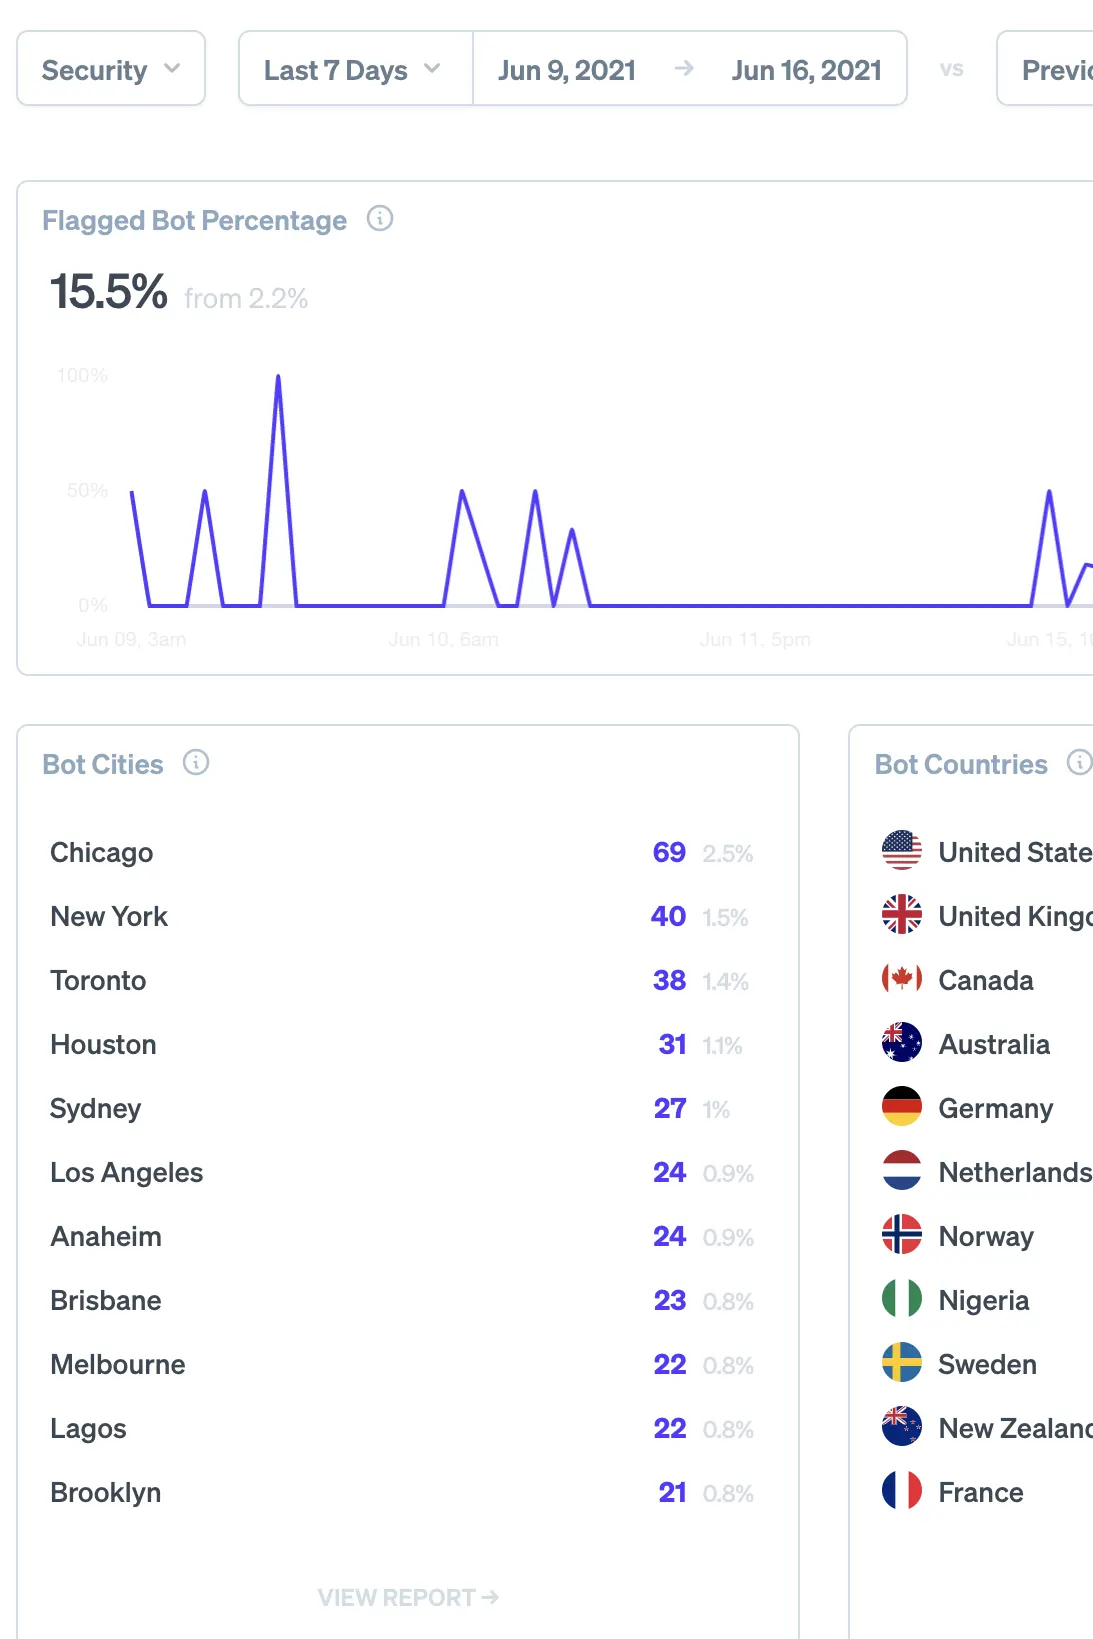 Security
Last 7 Days Jun 9, 2021 → Jun 16, 2021 vs
Flagged Bot Percentage
15.5% from 2.2%
100%
50%
0%
Jun 09, 3am Jun 10, 6am Jun 11, 5pm Jun 15,
Bot Cities
Chicago 69 2.5%
New York 40 1.5%
Toronto 38 1.4%
Houston 31 1.1%
Sydney 27 1%
Los Angeles 24 0.9%
Anaheim 24 0.9%
Brisbane 23 0.8%
Melbourne 22 0.8%
Lagos 22 0.8%
Brooklyn 21 0.8%
VIEW REPORT →
Bot Countries
United State
United Kingd
Canada
Australia
Germany
Netherlands
Norway
Nigeria
Sweden
New Zealand
France